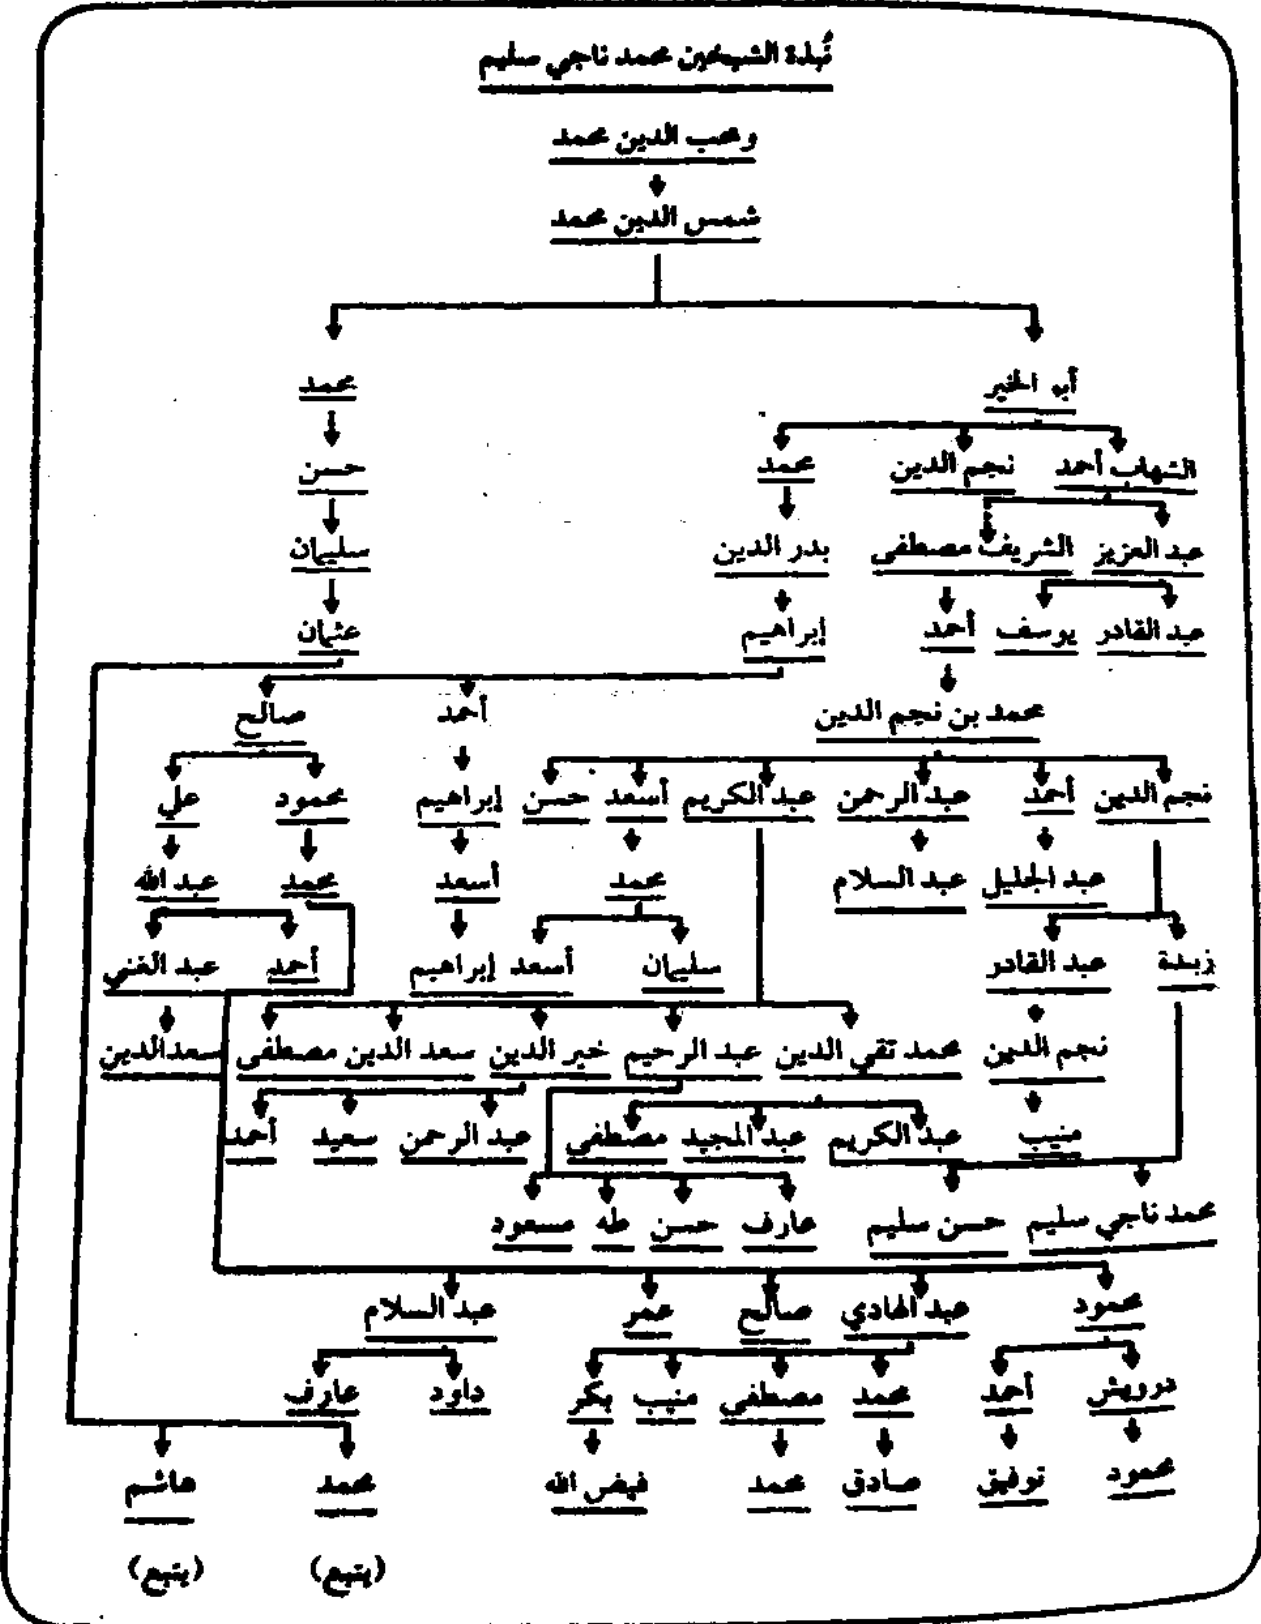 نُبذة الشيخين محمد ناجي سليم
ومحب الدين محمد
شمس الدين محمد
أبو الخير محمد
الشهاب أحمد نجم الدين محمد حسن
عبد العزيز الشريف مصطفى بدر الدين سليمان
عبد القادر يوسف أحمد إبراهيم عثمان
محمد بن نجم الدين أحمد صالح
نجم الدين أحمد عبد الرحمن عبد الكريم أسعد حسن إبراهيم محمود علي
عبد الجليل عبد السلام محمد أسعد محمد عبد الله
زبدة عبد القادر سليمان أسعد إبراهيم أحمد عبد الغني
نجم الدين محمد تقي الدين عبد الرحيم خير الدين سعد الدين مصطفى سعد الدين
منيب عبد الكريم عبد المجيد مصطفى عبد الرحمن سعيد أحمد
محمد ناجي سليم حسن سليم عارف حسن طه مسعود
محمود عبد الهادي صالح عمر عبد السلام
درويش أحمد محمد مصطفى منيب بكر داود عارف
محمود توفيق صادق محمد فيض الله محمد هاشم
(يتبع) (يتبع)